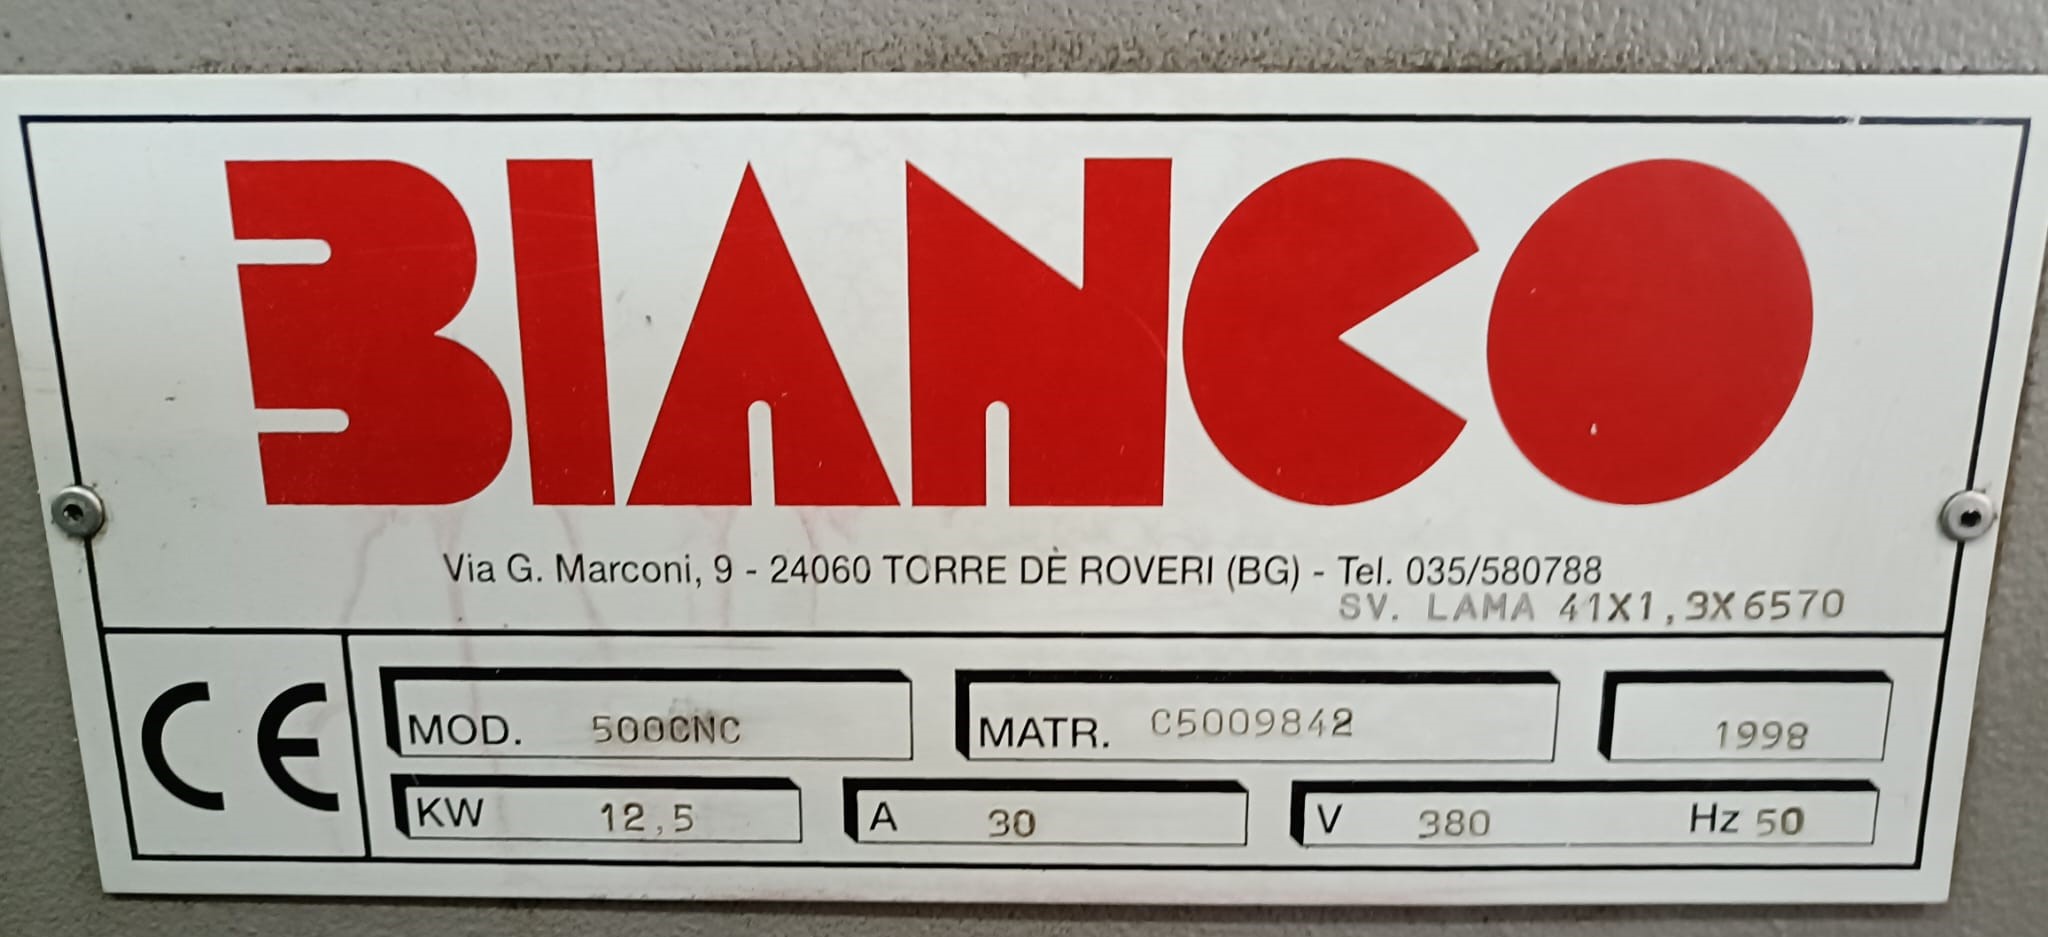 BIANCO
Via G. Marconi, 9 - 24060 TORRE DÈ ROVERI (BG) - Tel. 035/580788
SV. LAMA 41X1,3X6570
CE
MOD. 500CNC MATR. C5009842 1998
KW 12,5 A 30 V 380 Hz 50